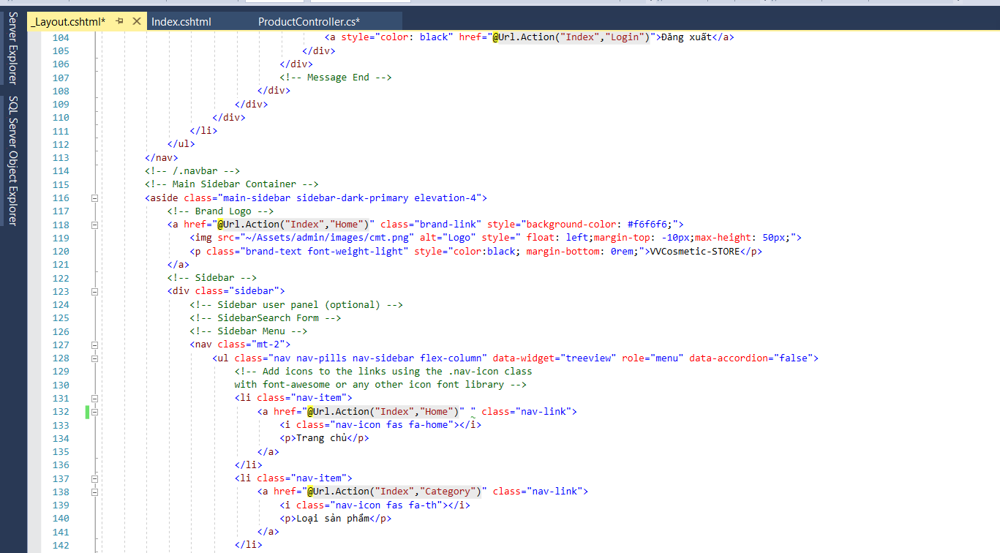 _Layout.cshtml* Index.cshtml ProductController.cs*
Server Explorer
SQL Server Object Explorer
104 <a style="color: black" href="@Url.Action("Index","Login")">Đăng xuất</a>
105 </div>
106 </div>
107 <!-- Message End -->
108 </div>
109 </div>
110 </div>
111 </li>
112 </ul>
113 </nav>
114 <!-- /.navbar -->
115 <!-- Main Sidebar Container -->
116 <aside class="main-sidebar sidebar-dark-primary elevation-4">
117 <!-- Brand Logo -->
118 <a href="@Url.Action("Index","Home")" class="brand-link" style="background-color: #f6f6f6;">
119 <img src="~/Assets/admin/images/cmt.png" alt="Logo" style=" float: left;margin-top: -10px;max-height: 50px;">
120 <p class="brand-text font-weight-light" style="color:black; margin-bottom: 0rem;">VVCosmetic-STORE</p>
121 </a>
122 <!-- Sidebar -->
123 <div class="sidebar">
124 <!-- Sidebar user panel (optional) -->
125 <!-- SidebarSearch Form -->
126 <!-- Sidebar Menu -->
127 <nav class="mt-2">
128 <ul class="nav nav-pills nav-sidebar flex-column" data-widget="treeview" role="menu" data-accordion="false">
129 <!-- Add icons to the links using the .nav-icon class
130 with font-awesome or any other icon font library -->
131 <li class="nav-item">
132 <a href="@Url.Action("Index","Home")" " class="nav-link">
133 <i class="nav-icon fas fa-home"></i>
134 <p>Trang chủ</p>
135 </a>
136 </li>
137 <li class="nav-item">
138 <a href="@Url.Action("Index","Category")" class="nav-link">
139 <i class="nav-icon fas fa-th"></i>
140 <p>Loại sản phẩm</p>
141 </a>
142 </li>